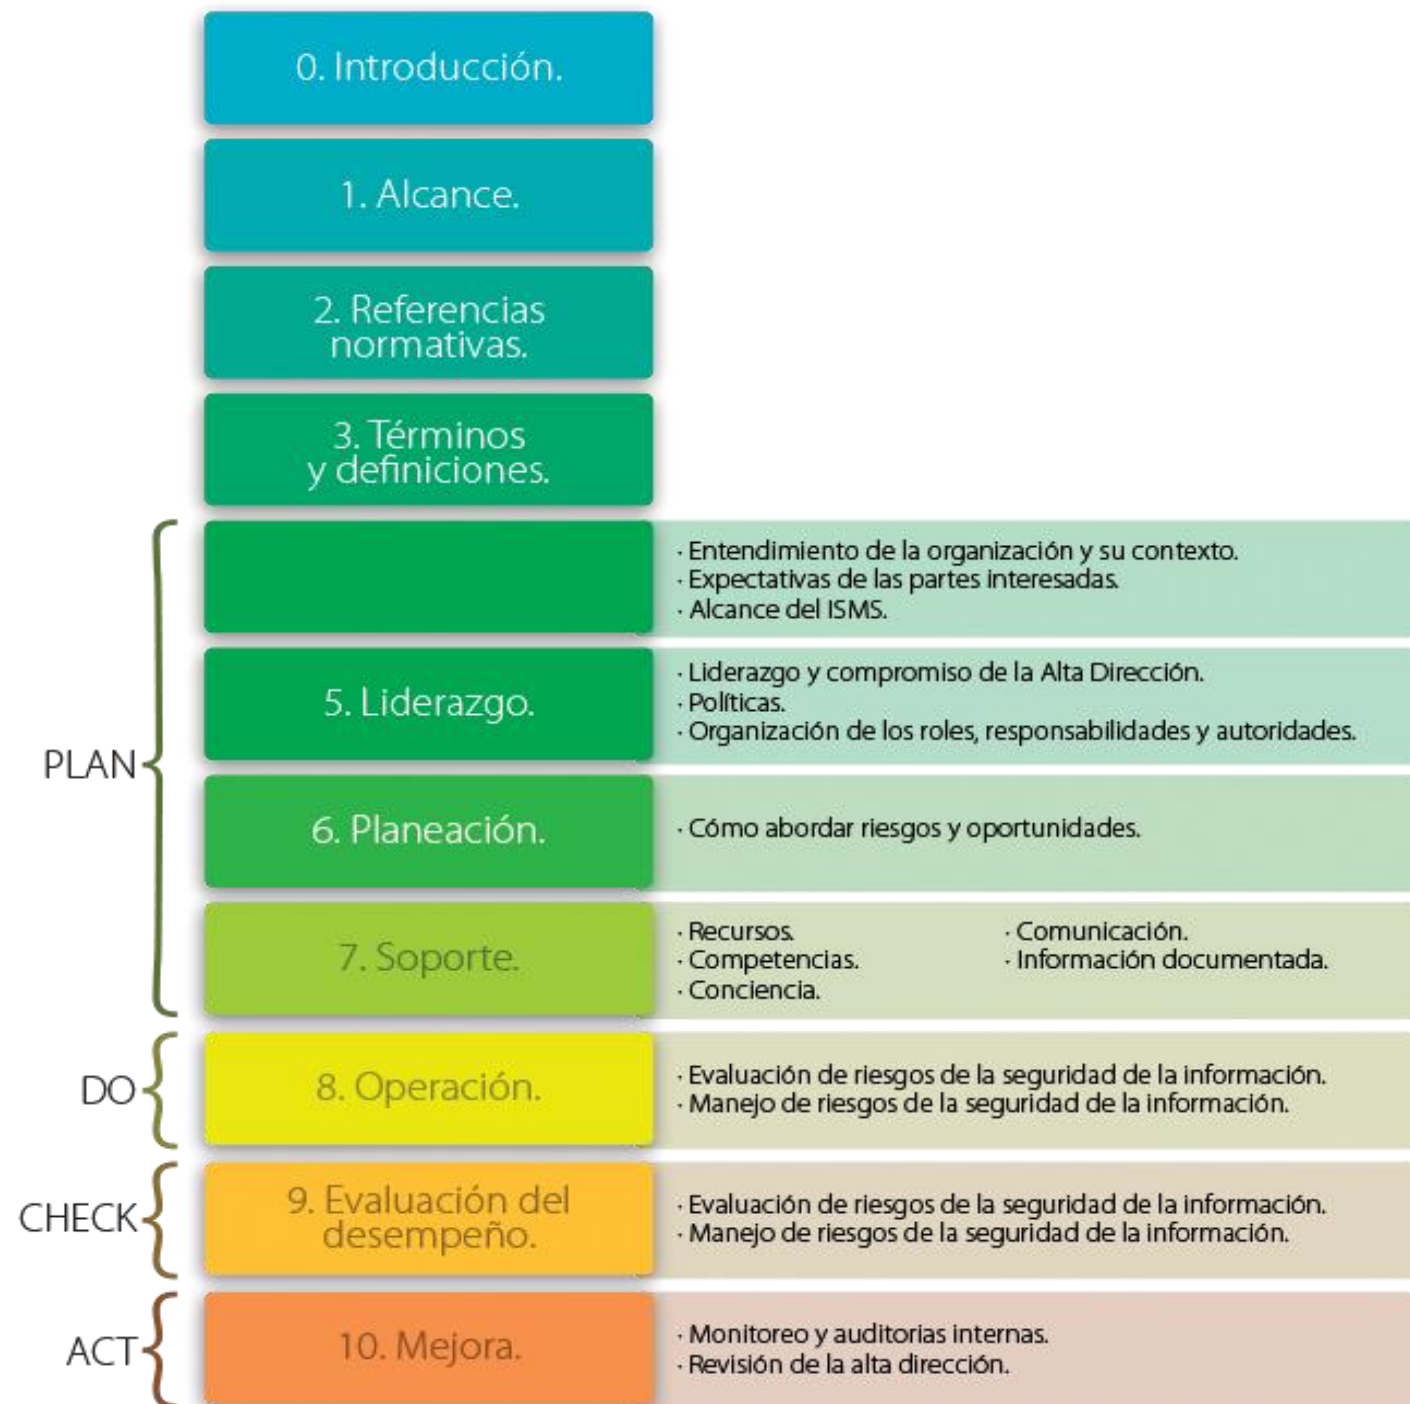 0. Introducción.
1. Alcance.
2. Referencias
normativas.
3. Términos
y definiciones.
· Entendimiento de la organización y su contexto.
· Expectativas de las partes interesadas.
· Alcance del ISMS.
PLAN
5. Liderazgo.
· Liderazgo y compromiso de la Alta Dirección.
· Políticas.
· Organización de los roles, responsabilidades y autoridades.
6. Planeación.
· Cómo abordar riesgos y oportunidades.
7. Soporte.
· Recursos.
· Competencias.
· Conciencia.
· Comunicación.
· Información documentada.
DO
8. Operación.
· Evaluación de riesgos de la seguridad de la información.
· Manejo de riesgos de la seguridad de la información.
CHECK
9. Evaluación del
desempeño.
· Evaluación de riesgos de la seguridad de la información.
· Manejo de riesgos de la seguridad de la información.
ACT
10. Mejora.
· Monitoreo y auditorias internas.
· Revisión de la alta dirección.